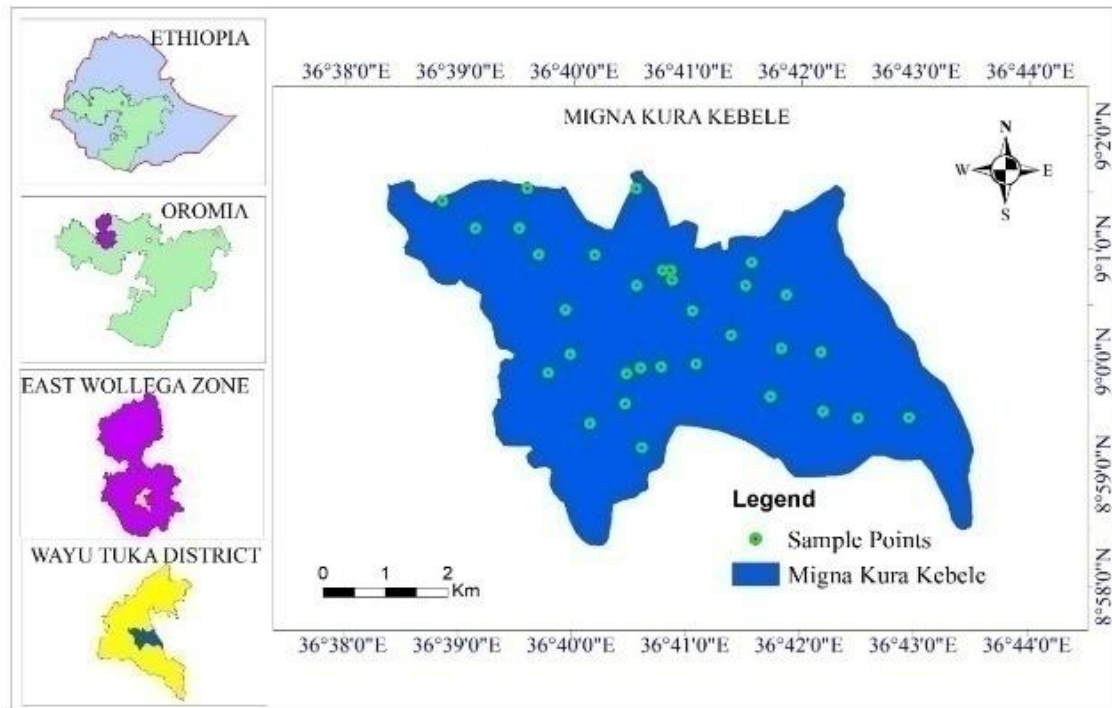 ETHIOPIA
OROMIA
EAST WOLLEGA ZONE
WAYU TUKA DISTRICT
36°38'0"E 36°39'0"E 36°40'0"E 36°41'0"E 36°42'0"E 36°43'0"E 36°44'0"E
MIGNA KURA KEBELE
N
W E
S
9°2'0"N
9°1'0"N
9°0'0"N
8°59'0"N
8°58'0"N
Legend
Sample Points
Migna Kura Kebele
0 1 2
Km
36°38'0"E 36°39'0"E 36°40'0"E 36°41'0"E 36°42'0"E 36°43'0"E 36°44'0"E